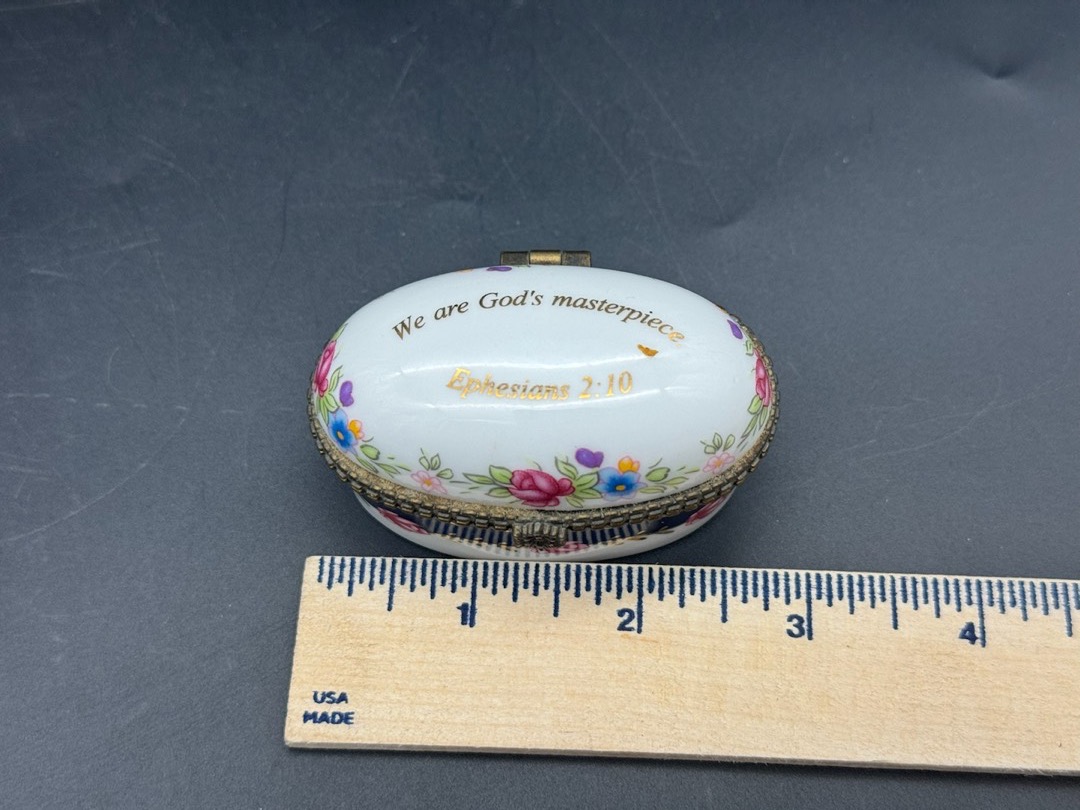 We are God's masterpiece
Ephesians 2:10
1 2 3 4
USA
MADE